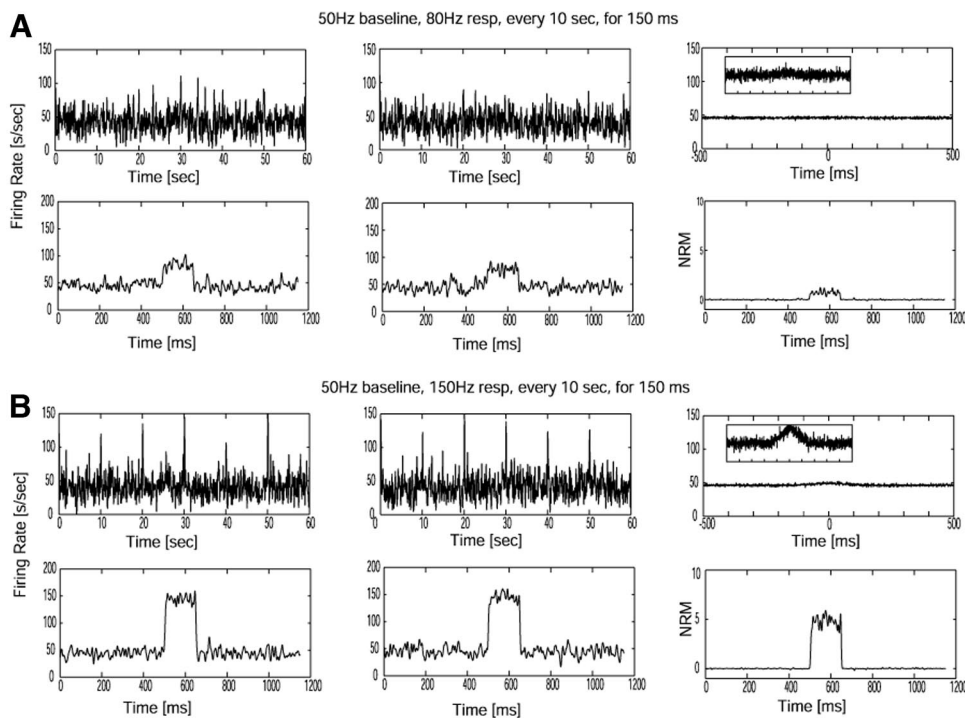 A
50Hz baseline, 80Hz resp, every 10 sec, for 150 ms
Firing Rate [s/sec]
150
100
50
0
0 10 20 30 40 50 60
Time [sec]
150
100
50
0
0 10 20 30 40 50 60
Time [sec]
150
100
50
0
-500 0 500
Time [ms]
200
150
100
50
0
0 200 400 600 800 1000 1200
Time [ms]
200
150
100
50
0
0 200 400 600 800 1000 1200
Time [ms]
NRM
10
5
0
0 200 400 600 800 1000 1200
Time [ms]
B
50Hz baseline, 150Hz resp, every 10 sec, for 150 ms
Firing Rate [s/sec]
150
100
50
0
0 10 20 30 40 50 60
Time [sec]
150
100
50
0
0 10 20 30 40 50 60
Time [sec]
150
100
50
0
-500 0 500
Time [ms]
200
150
100
50
0
0 200 400 600 800 1000 1200
Time [ms]
200
150
100
50
0
0 200 400 600 800 1000 1200
Time [ms]
NRM
10
5
0
0 200 400 600 800 1000 1200
Time [ms]